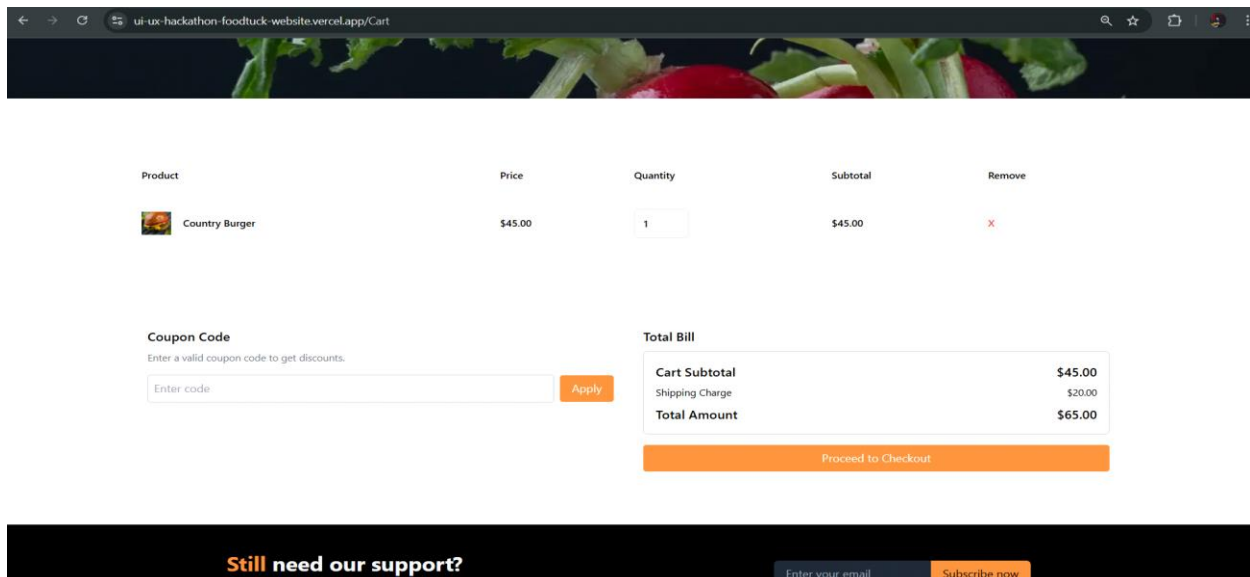 ui-ux-hackathon-foodtuck-website.vercel.app/Cart
Product Price Quantity Subtotal Remove
Country Burger $45.00 1 $45.00 X
Coupon Code
Enter a valid coupon code to get discounts.
Enter code
Apply
Total Bill
Cart Subtotal $45.00
Shipping Charge $20.00
Total Amount $65.00
Proceed to Checkout
Still need our support?
Enter your email
Subscribe now